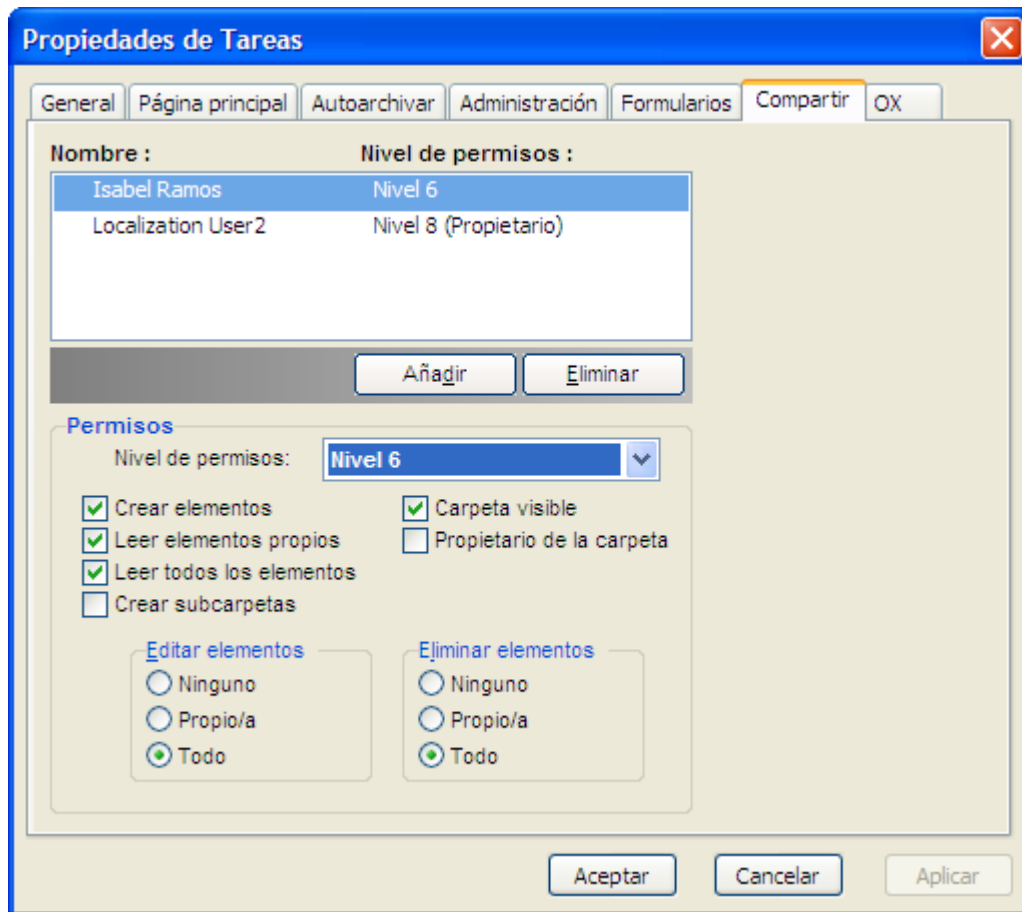 Propiedades de Tareas
General Página principal Autoarchivar Administración Formularios Compartir OX
Nombre : Nivel de permisos :
Isabel Ramos Nivel 6
Localization User2 Nivel 8 (Propietario)
Añadir Eliminar
Permisos
Nivel de permisos: Nivel 6
Crear elementos Carpeta visible
Leer elementos propios Propietario de la carpeta
Leer todos los elementos
Crear subcarpetas
Editar elementos Eliminar elementos
Ninguno Ninguno
Propio/a Propio/a
Todo Todo
Aceptar Cancelar Aplicar